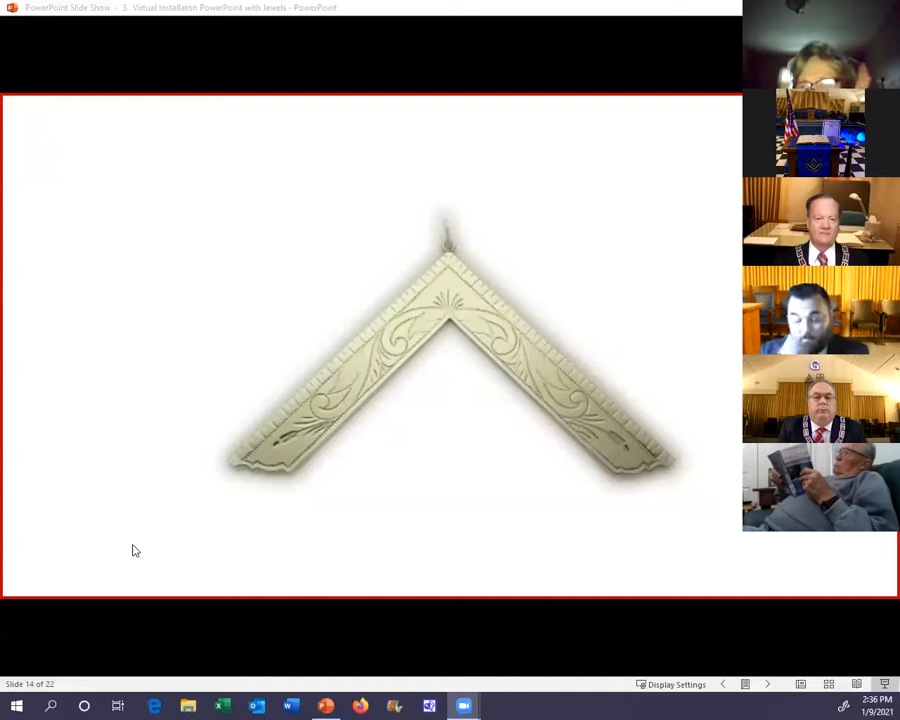 PowerPoint Slide Show - 3. Virtual Installaton PowerPoint with Jewels - PowerPoint
G
Slide 14 of 22
Display Settings
2:36 PM
1/9/2021